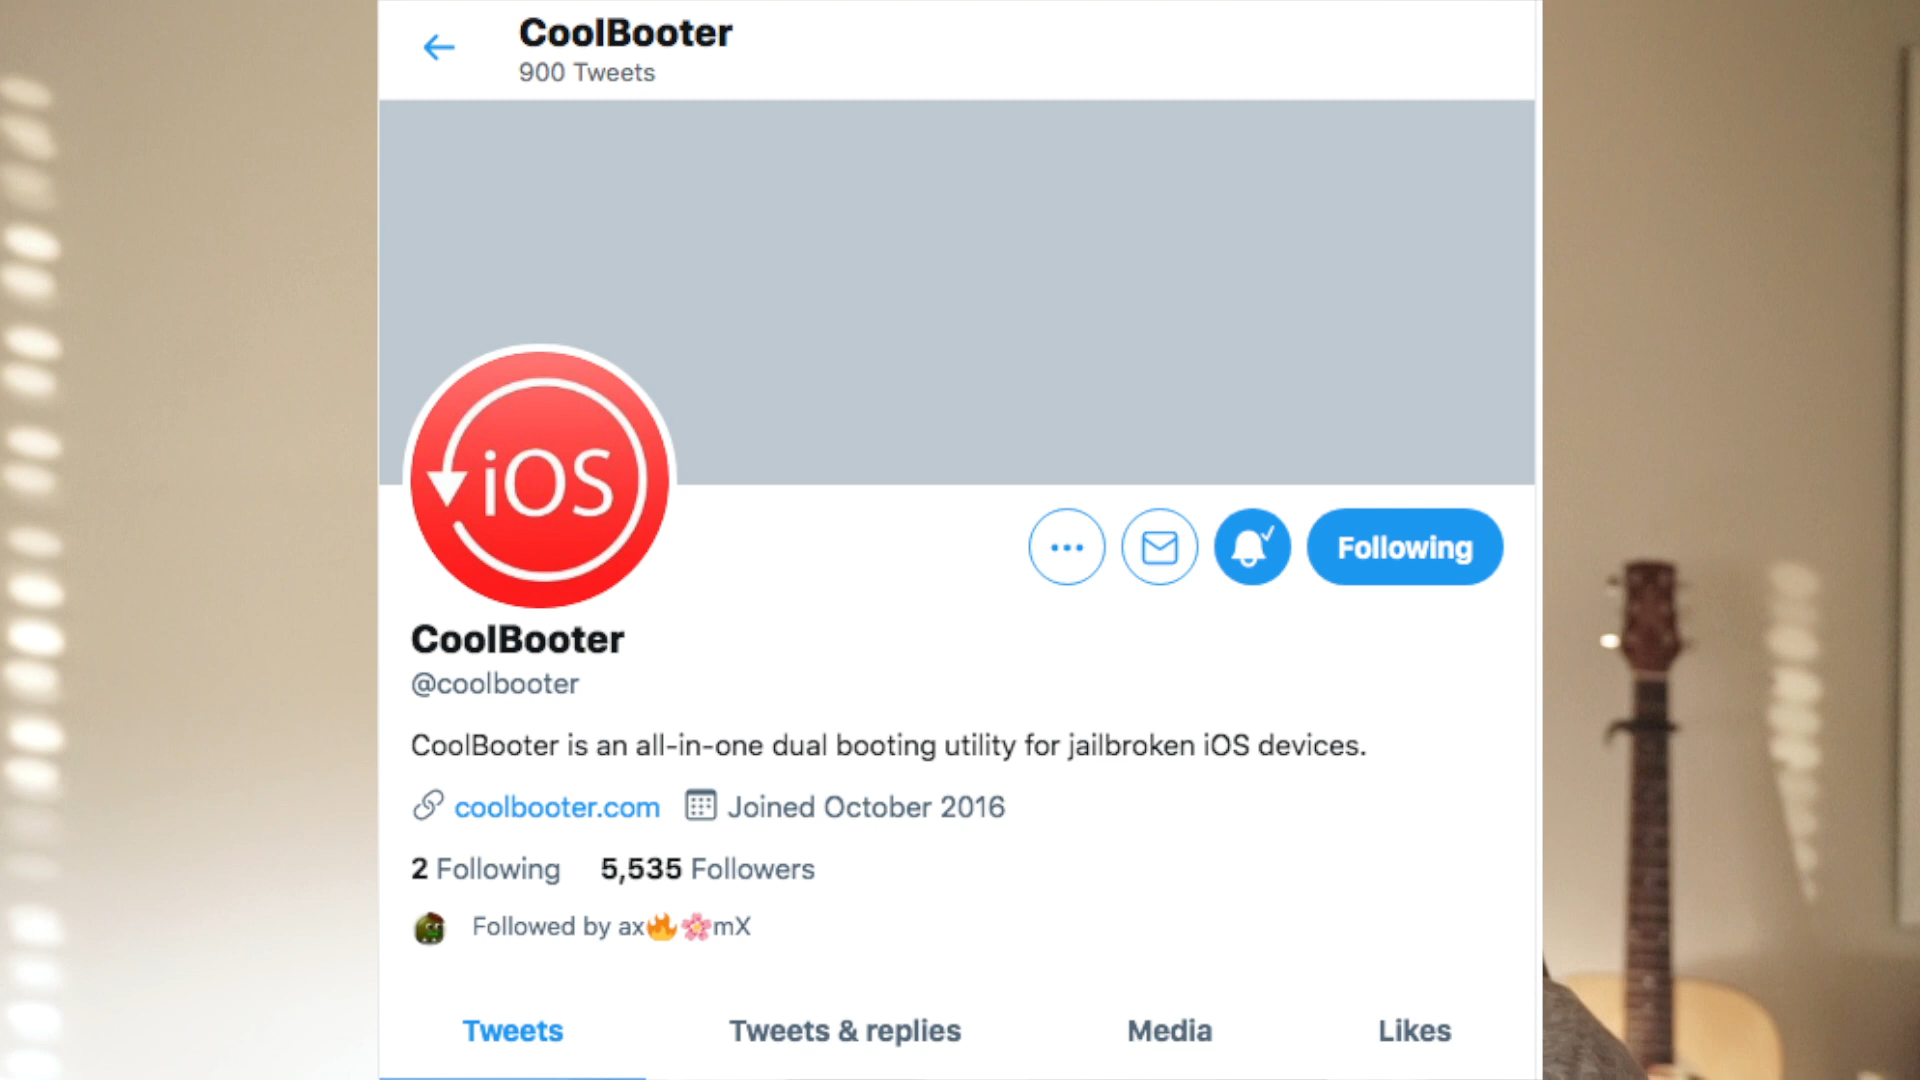 CoolBooter
900 Tweets
iOS
Following
CoolBooter
@coolbooter
CoolBooter is an all-in-one dual booting utility for jailbroken iOS devices.
coolbooter.com Joined October 2016
2 Following 5,535 Followers
Followed by ax🔥🌸mX
Tweets Tweets & replies Media Likes